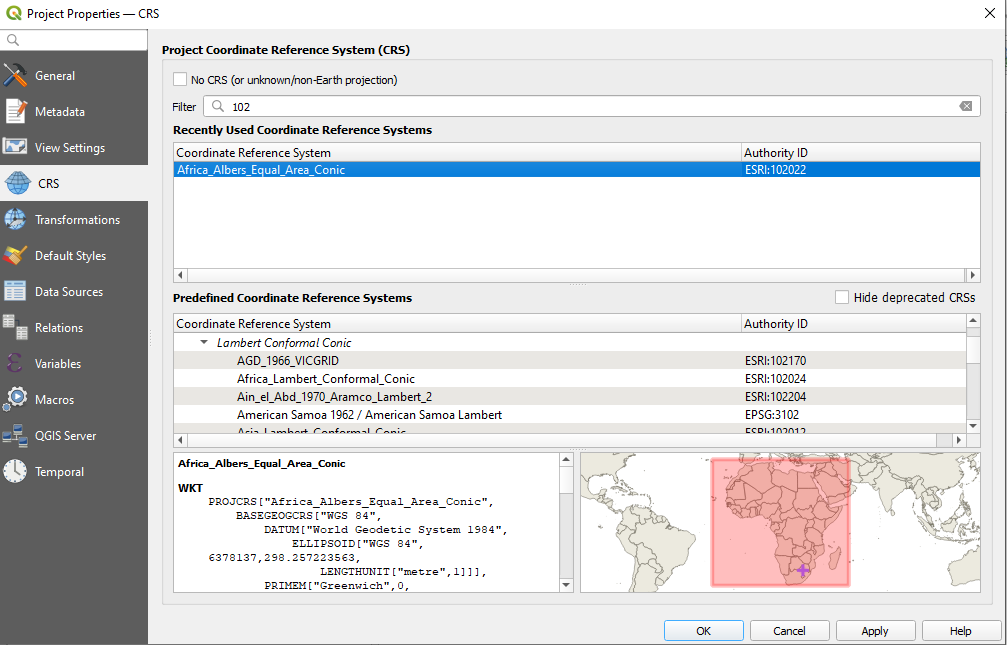 Project Properties — CRS
General
Metadata
View Settings
CRS
Transformations
Default Styles
Data Sources
Relations
Variables
Macros
QGIS Server
Temporal
Project Coordinate Reference System (CRS)
No CRS (or unknown/non-Earth projection)
Filter 102
Recently Used Coordinate Reference Systems
Coordinate Reference System Authority ID
Africa_Albers_Equal_Area_Conic ESRI:102022
Predefined Coordinate Reference Systems Hide deprecated CRSs
Coordinate Reference System Authority ID
Lambert Conformal Conic
AGD_1966_VICGRID ESRI:102170
Africa_Lambert_Conformal_Conic ESRI:102024
Ain_el_Abd_1970_Aramco_Lambert_2 ESRI:102204
American Samoa 1962 / American Samoa Lambert EPSG:3102
Asia_Lambert_Conformal_Conic ESRI:102012
Africa_Albers_Equal_Area_Conic
WKT
PROJCRS["Africa_Albers_Equal_Area_Conic",
BASEGEOGCRS["WGS 84",
DATUM["World Geodetic System 1984",
ELLIPSOID["WGS 84",
6378137,298.257223563,
LENGTHUNIT["metre",1]]],
PRIMEM["Greenwich",0,
OK Cancel Apply Help